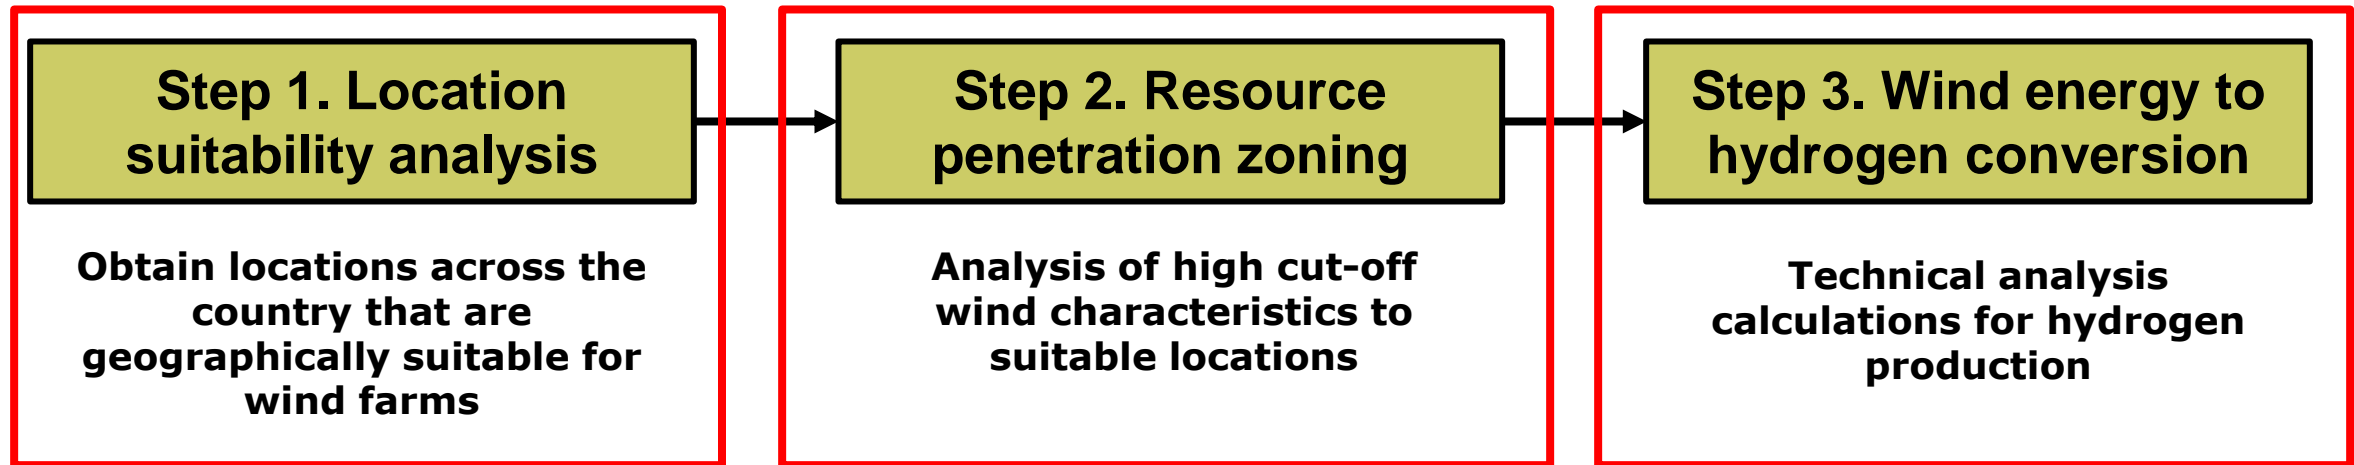 Step 1. Location
suitability analysis
Obtain locations across the
country that are
geographically suitable for
wind farms
Step 2. Resource
penetration zoning
Analysis of high cut-off
wind characteristics to
suitable locations
Step 3. Wind energy to
hydrogen conversion
Technical analysis
calculations for hydrogen
production